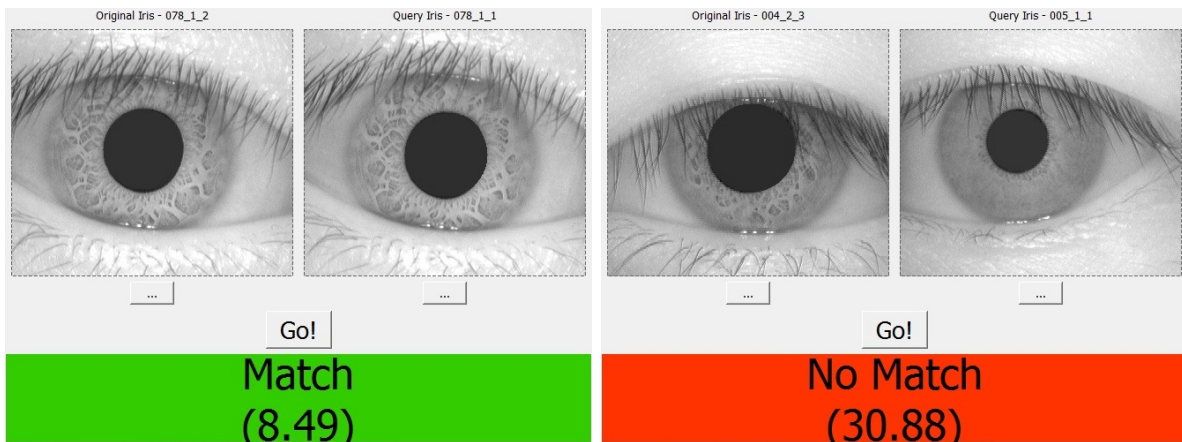 Original Iris - 078_1_2
Query Iris - 078_1_1
...
...
Go!
Match
(8.49)
Original Iris - 004_2_3
Query Iris - 005_1_1
...
...
Go!
No Match
(30.88)